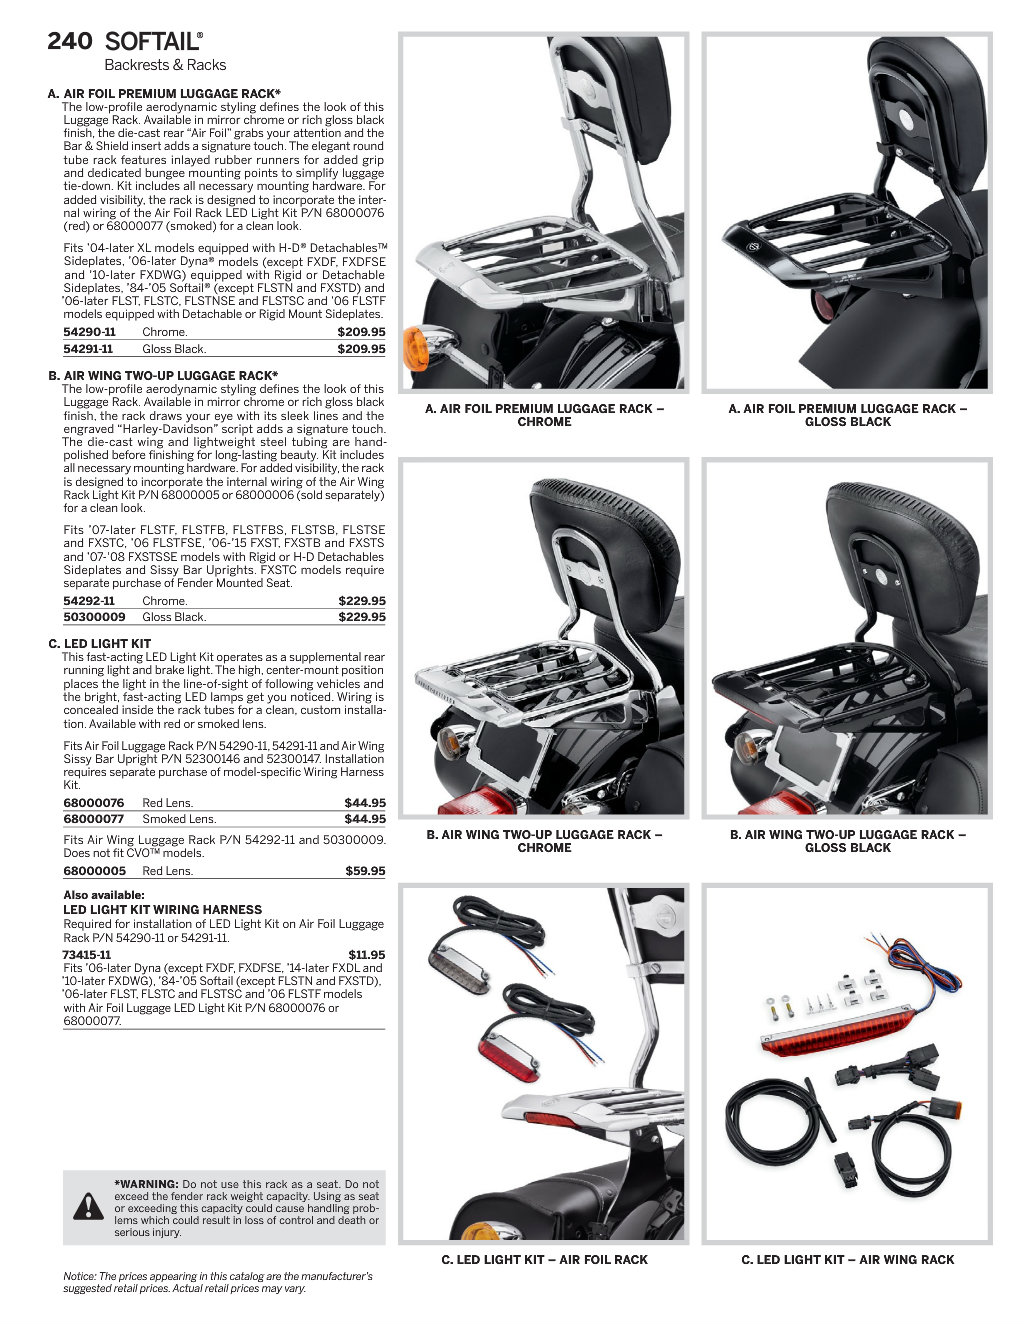 240 SOFTAIL®
Backrests & Racks
A. AIR FOIL PREMIUM LUGGAGE RACK*
The low-profile aerodynamic styling defines the look of this
Luggage Rack. Available in mirror chrome or rich gloss black
finish, the die-cast rear “Air Foil” grabs your attention and the
Bar & Shield insert adds a signature touch. The elegant round
tube rack features inlayed rubber runners for added grip
and dedicated bungee mounting points to simplify luggage
tie-down. Kit includes all necessary mounting hardware. For
added visibility, the rack is designed to incorporate the inter-
nal wiring of the Air Foil Rack LED Light Kit P/N 68000076
(red) or 68000077 (smoked) for a clean look.
Fits ’04-later XL models equipped with H-D® Detachables™
Sideplates, ’06-later Dyna® models (except FXDF, FXDFSE
and ’10-later FXDWG) equipped with Rigid or Detachable
Sideplates, ’84-’05 Softail® (except FLSTN and FXSTD) and
’06-later FLST, FLSTC, FLSTNSE and FLSTSC and ’06 FLSTF
models equipped with Detachable or Rigid Mount Sideplates.
54290-11 Chrome. $209.95
54291-11 Gloss Black. $209.95
B. AIR WING TWO-UP LUGGAGE RACK*
The low-profile aerodynamic styling defines the look of this
Luggage Rack. Available in mirror chrome or rich gloss black
finish, the rack draws your eye with its sleek lines and the
engraved “Harley-Davidson” script adds a signature touch.
The die-cast wing and lightweight steel tubing are hand-
polished before finishing for long-lasting beauty. Kit includes
all necessary mounting hardware. For added visibility, the rack
is designed to incorporate the internal wiring of the Air Wing
Rack Light Kit P/N 68000005 or 68000006 (sold separately)
for a clean look.
Fits ’07-later FLSTF, FLSTFB, FLSTFBS, FLSTSB, FLSTSE
and FXSTC, ’06 FLSTFSE, ’06-’15 FXST, FXSTB and FXSTS
and ’07-’08 FXSTSSE models with Rigid or H-D Detachables
Sideplates and Sissy Bar Uprights. FXSTC models require
separate purchase of Fender Mounted Seat.
54292-11 Chrome. $229.95
50300009 Gloss Black. $229.95
C. LED LIGHT KIT
This fast-acting LED Light Kit operates as a supplemental rear
running light and brake light. The high, center-mount position
places the light in the line-of-sight of following vehicles and
the bright, fast-acting LED lamps get you noticed. Wiring is
concealed inside the rack tubes for a clean, custom installa-
tion. Available with red or smoked lens.
Fits Air Foil Luggage Rack P/N 54290-11, 54291-11 and Air Wing
Sissy Bar Upright P/N 52300146 and 52300147. Installation
requires separate purchase of model-specific Wiring Harness
Kit.
68000076 Red Lens. $44.95
68000077 Smoked Lens. $44.95
Fits Air Wing Luggage Rack P/N 54292-11 and 50300009.
Does not fit CVO™ models.
68000005 Red Lens. $59.95
Also available:
LED LIGHT KIT WIRING HARNESS
Required for installation of LED Light Kit on Air Foil Luggage
Rack P/N 54290-11 or 54291-11.
73415-11 $11.95
Fits ’06-later Dyna (except FXDF, FXDFSE, ’14-later FXDL and
’10-later FXDWG), ’84-’05 Softail (except FLSTN and FXSTD),
’06-later FLST, FLSTC and FLSTSC and ’06 FLSTF models
with Air Foil Luggage LED Light Kit P/N 68000076 or
68000077.
*WARNING: Do not use this rack as a seat. Do not
exceed the fender rack weight capacity. Using as seat
or exceeding this capacity could cause handling prob-
lems which could result in loss of control and death or
serious injury.
Notice: The prices appearing in this catalog are the manufacturer’s
suggested retail prices. Actual retail prices may vary.
A. AIR FOIL PREMIUM LUGGAGE RACK –
CHROME
A. AIR FOIL PREMIUM LUGGAGE RACK –
GLOSS BLACK
B. AIR WING TWO-UP LUGGAGE RACK –
CHROME
B. AIR WING TWO-UP LUGGAGE RACK –
GLOSS BLACK
C. LED LIGHT KIT – AIR FOIL RACK
C. LED LIGHT KIT – AIR WING RACK